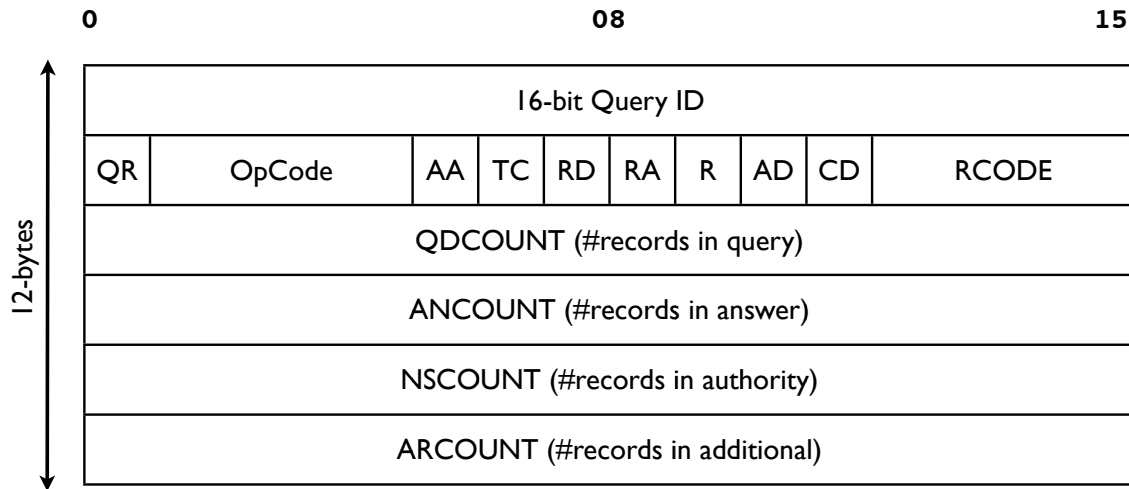 0 08 15
16-bit Query ID
QR OpCode AA TC RD RA R AD CD RCODE
QDCOUNT (#records in query)
12-bytes
ANCOUNT (#records in answer)
NSCOUNT (#records in authority)
ARCOUNT (#records in additional)